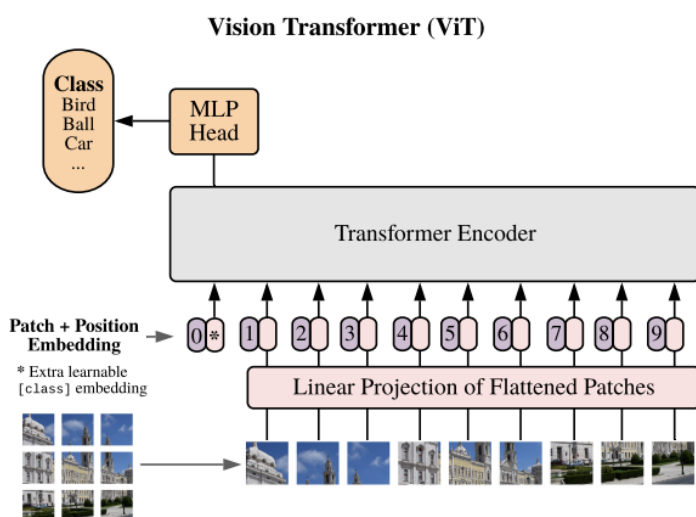 Vision Transformer (ViT)
Class
Bird
Ball
Car
...
MLP
Head
Transformer Encoder
Patch + Position
Embedding
0 * 1 2 3 4 5 6 7 8 9
* Extra learnable
[class] embedding
Linear Projection of Flattened Patches